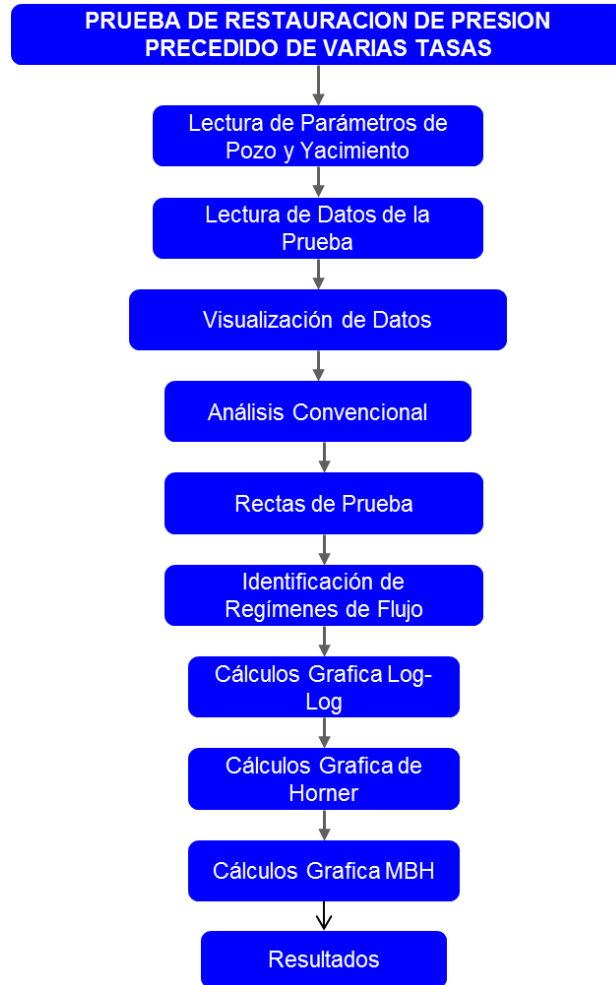 PRUEBA DE RESTAURACION DE PRESION
PRECEDIDO DE VARIAS TASAS
Lectura de Parámetros de
Pozo y Yacimiento
Lectura de Datos de la
Prueba
Visualización de Datos
Análisis Convencional
Rectas de Prueba
Identificación de
Regímenes de Flujo
Cálculos Grafica Log-
Log
Cálculos Grafica de
Horner
Cálculos Grafica MBH
Resultados